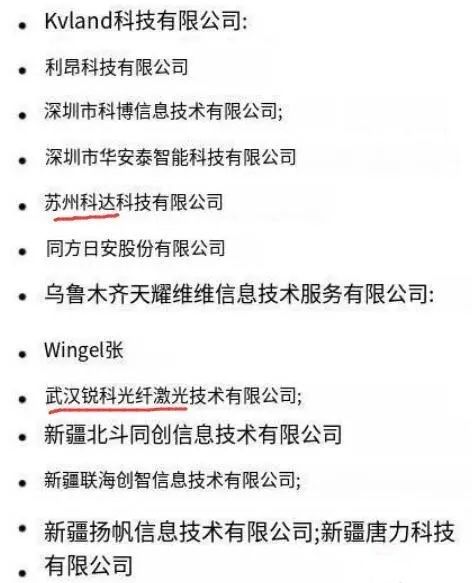 Kvland科技有限公司:
利昂科技有限公司
深圳市科博信息技术有限公司;
深圳市华安泰智能科技有限公司
苏州科达科技有限公司
同方日安股份有限公司
乌鲁木齐天耀维维信息技术服务有限公司:
Wingel张
武汉锐科光纤激光技术有限公司;
新疆北斗同创信息技术有限公司
新疆联海创智信息技术有限公司;
新疆扬帆信息技术有限公司;新疆唐力科技
有限公司